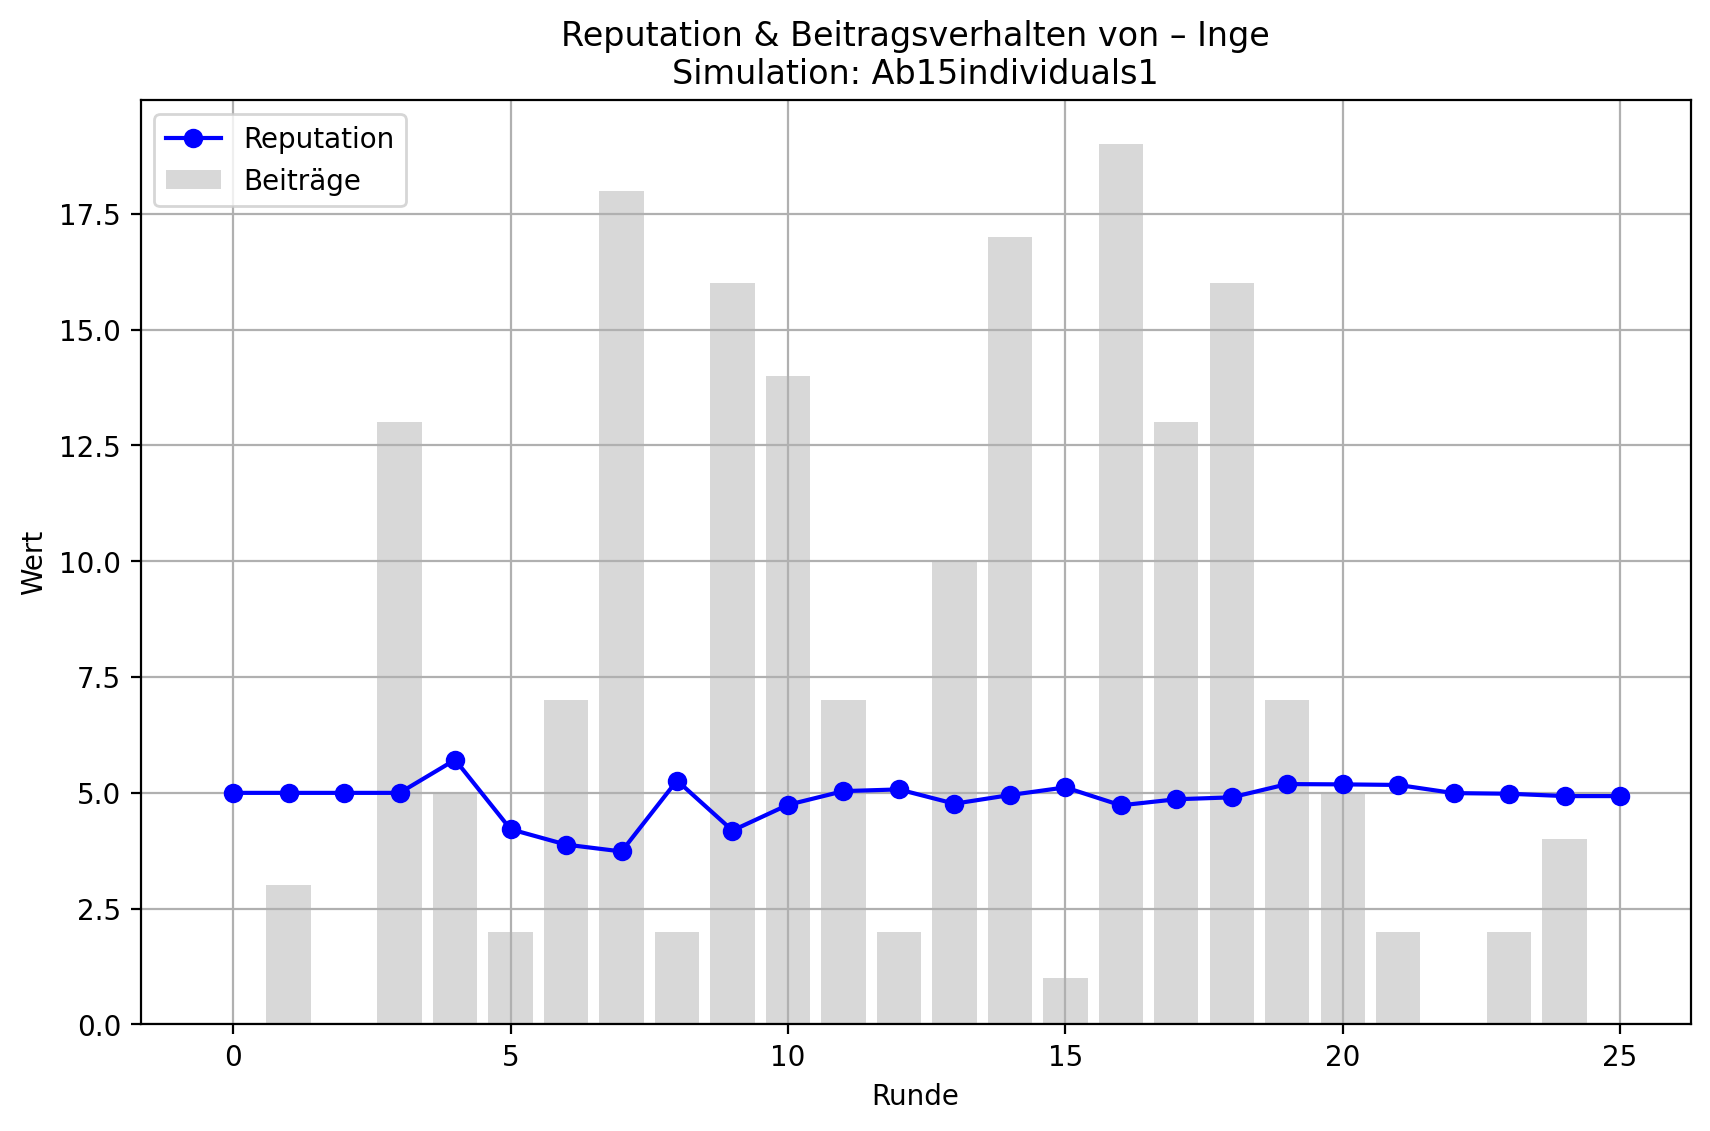 Reputation & Beitragsverhalten von – Inge
Simulation: Ab15individuals1
Reputation
Beiträge
Wert
17.5
15.0
12.5
10.0
7.5
5.0
2.5
0.0
0 5 10 15 20 25
Runde